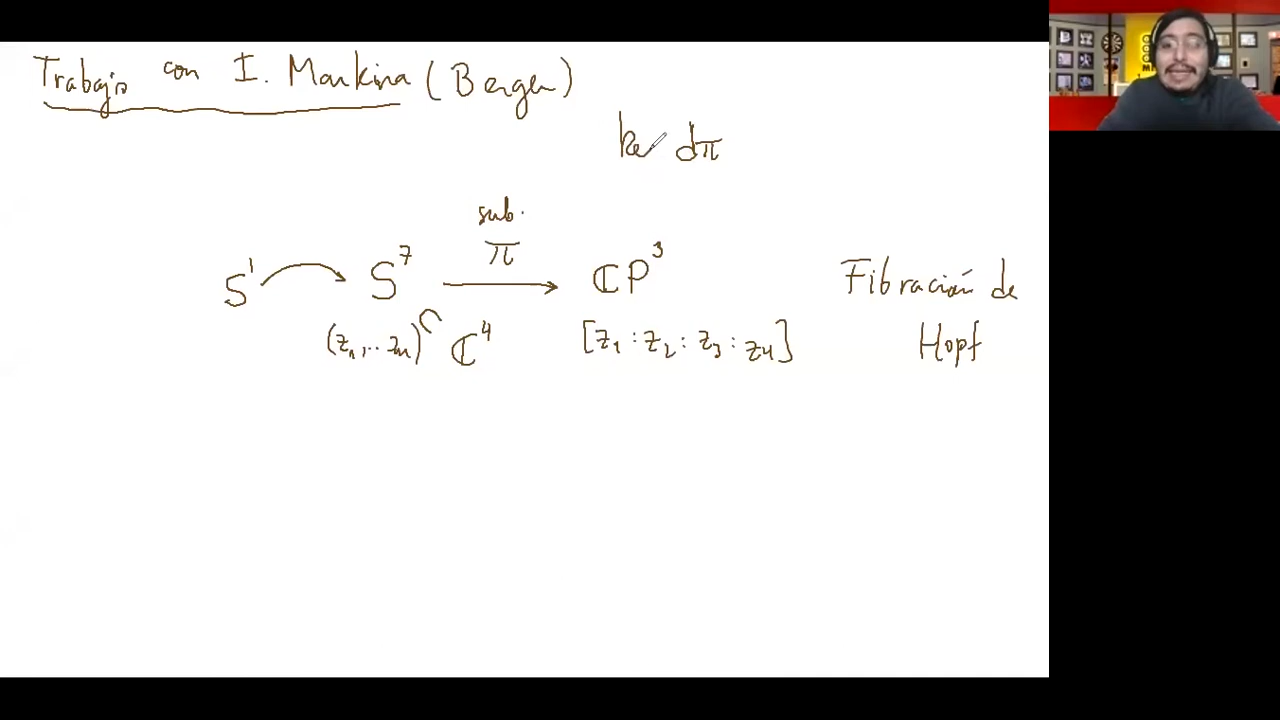 Trabajo con I. Markina (Bergen)
ke dπ
sub.
S¹ S⁷ π ℂP³ Fibración de
(z₁,..z₄) ∩ ℂ⁴ [z₁ : z₂ : z₃ : z₄] Hopf